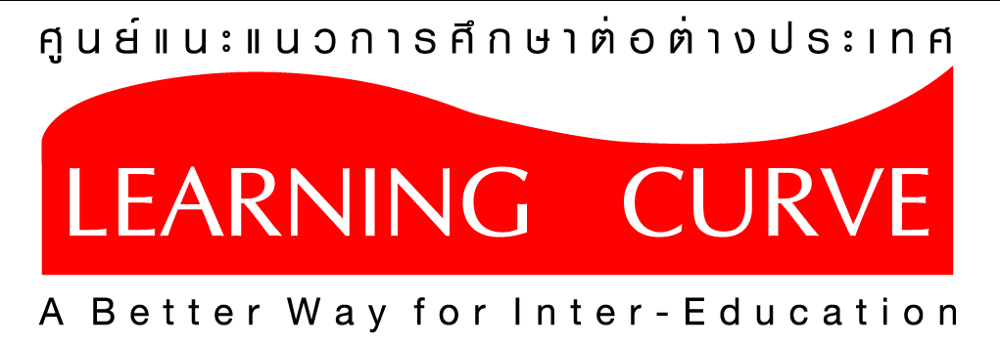 ศูนย์แนะแนวการศึกษาต่อต่างประเทศ
LEARNING CURVE
A Better Way for Inter-Education